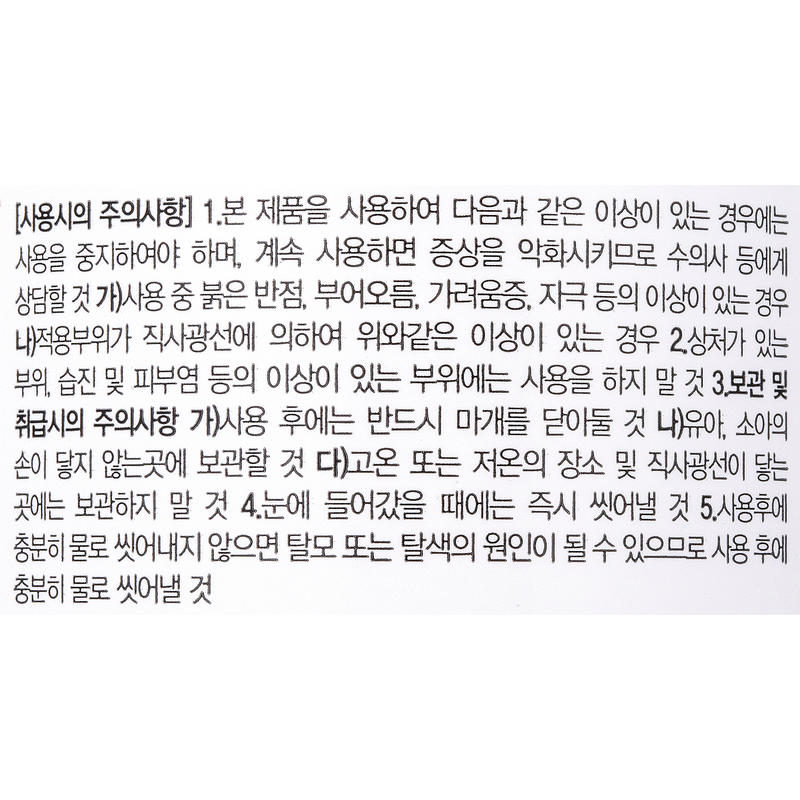 [사용시의 주의사항] 1.본 제품을 사용하여 다음과 같은 이상이 있는 경우에는
사용을 중지하여야 하며, 계속 사용하면 증상을 악화시키므로 수의사 등에게
상담할 것 가)사용 중 붉은 반점, 부어오름, 가려움증, 자극 등의 이상이 있는 경우
나)적용부위가 직사광선에 의하여 위와같은 이상이 있는 경우 2.상처가 있는
부위, 습진 및 피부염 등의 이상이 있는 부위에는 사용을 하지 말 것 3.보관 및
취급시의 주의사항 가)사용 후에는 반드시 마개를 닫아둘 것 나)유아, 소아의
손이 닿지 않는곳에 보관할 것 다)고온 또는 저온의 장소 및 직사광선이 닿는
곳에는 보관하지 말 것 4.눈에 들어갔을 때에는 즉시 씻어낼 것 5.사용후에
충분히 물로 씻어내지 않으면 탈모 또는 탈색의 원인이 될 수 있으므로 사용 후에
충분히 물로 씻어낼 것